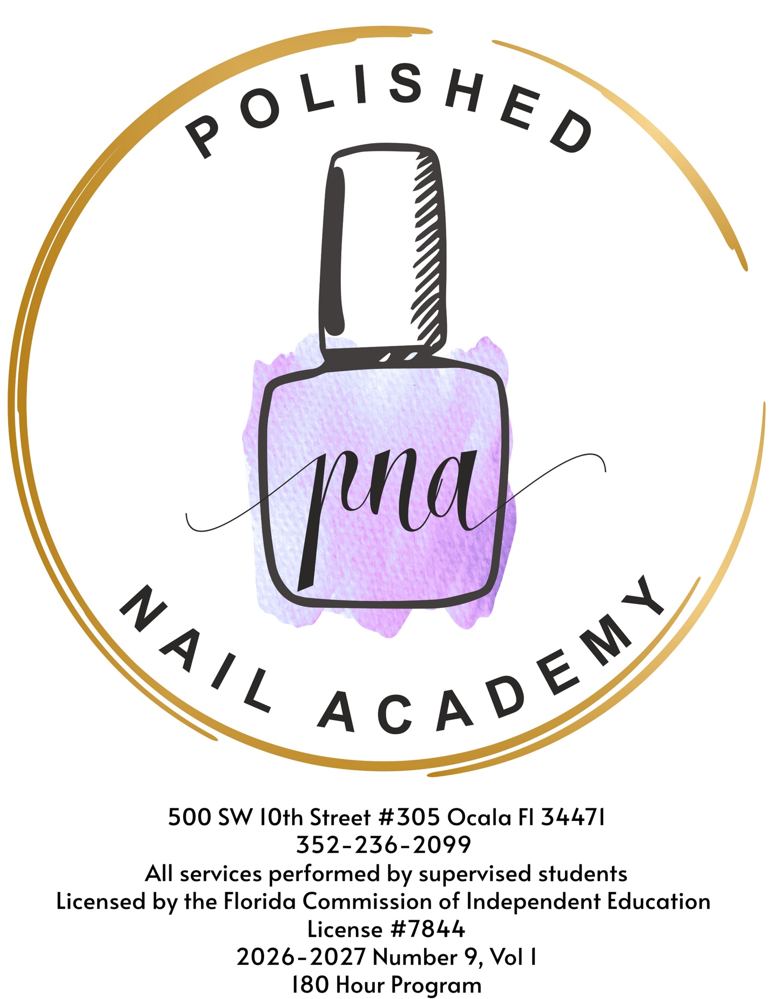 POLISHED
pna
NAIL ACADEMY
500 SW 10th Street #305 Ocala Fl 34471
352-236-2099
All services performed by supervised students
Licensed by the Florida Commission of Independent Education
License #7844
2026-2027 Number 9, Vol 1
180 Hour Program